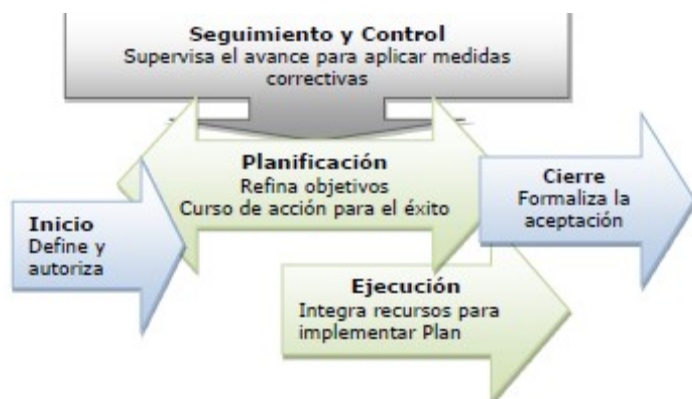 Seguimiento y Control
Supervisa el avance para aplicar medidas
correctivas
Planificación
Refina objetivos
Curso de acción para el éxito
Inicio
Define y
autoriza
Cierre
Formaliza la
aceptación
Ejecución
Integra recursos para
implementar Plan